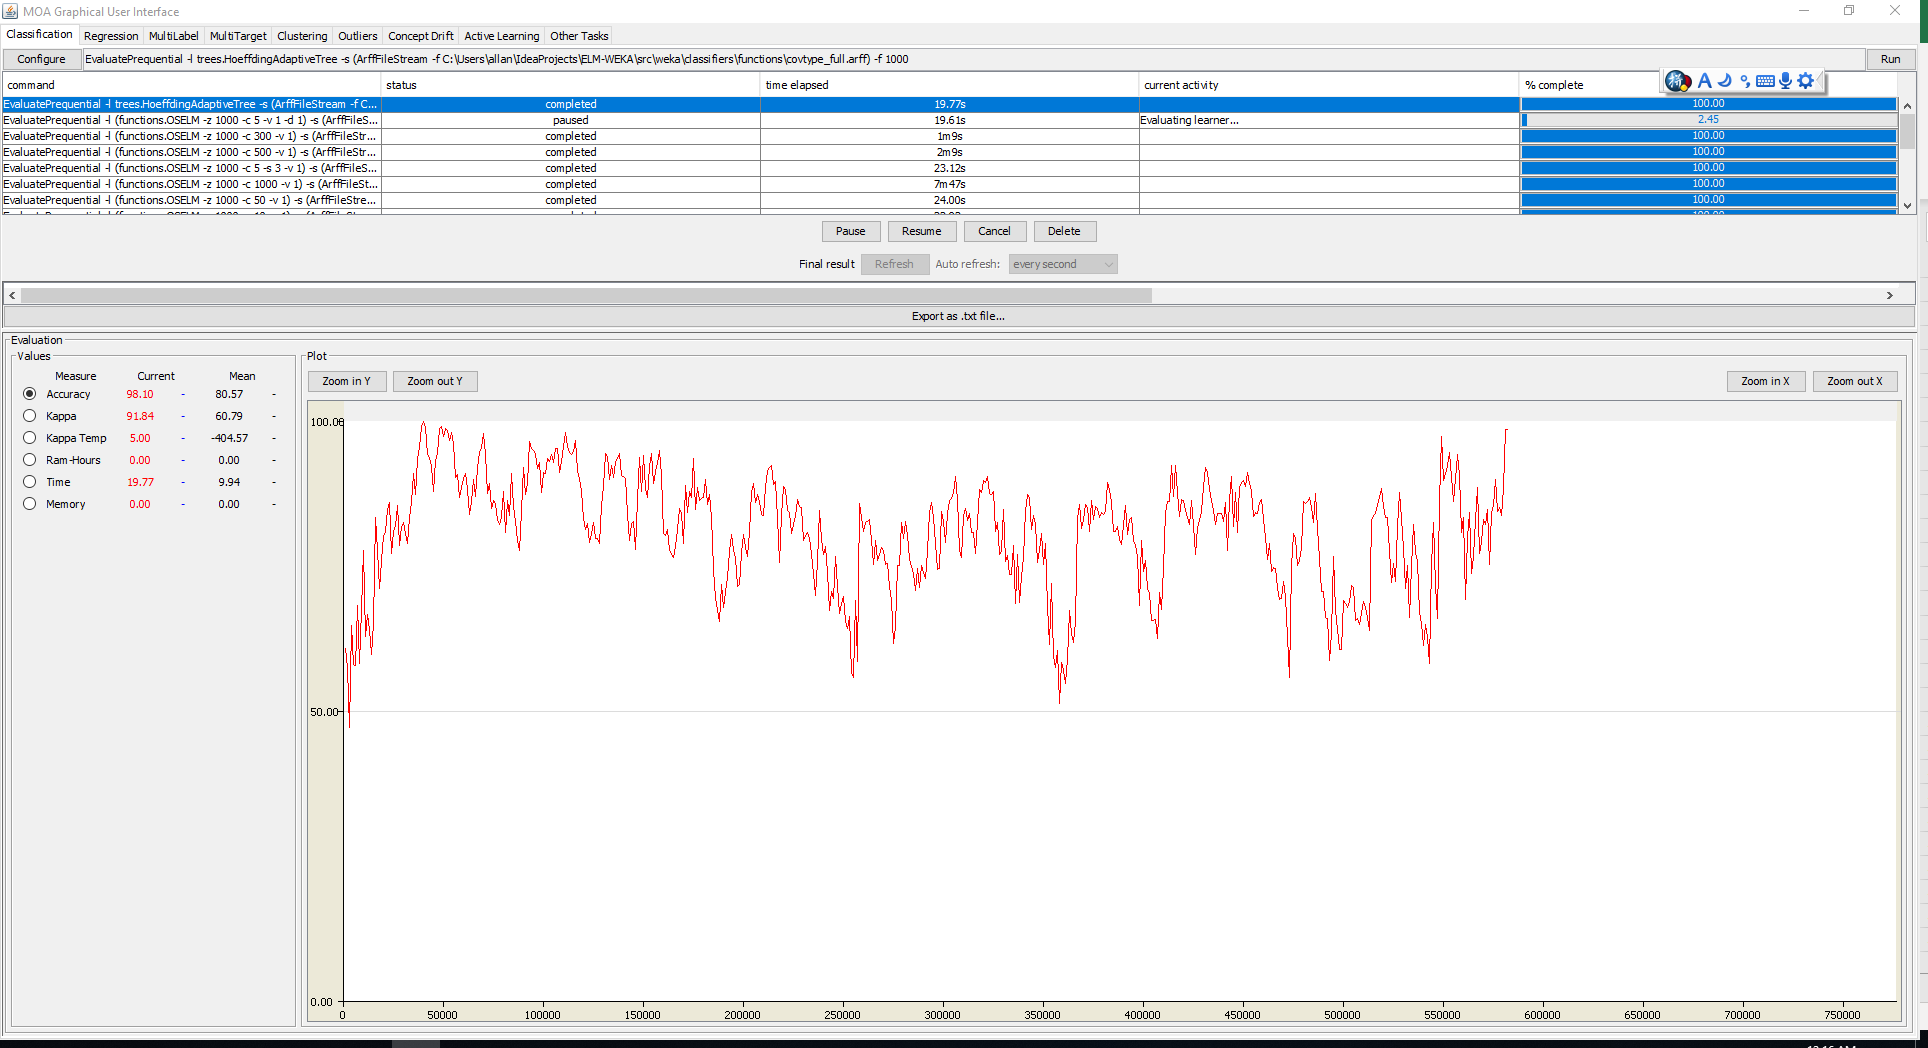 MOA Graphical User Interface
Classification Regression MultiLabel MultiTarget Clustering Outliers Concept Drift Active Learning Other Tasks
Configure EvaluatePrequential -l trees.HoeffdingAdaptiveTree -s (ArffFileStream -f C:\Users\allan\IdeaProjects\ELM-WEKA\src\weka\classifiers\functions\covtype_full.arff) -f 1000 Run
command status time elapsed current activity % complete
EvaluatePrequential -l trees.HoeffdingAdaptiveTree -s (ArffFileStream -f C... completed 19.77s 100.00
EvaluatePrequential -l (functions.OSELM -z 1000 -c 5 -v 1 -d 1) -s (ArffFileS... paused 19.61s Evaluating learner... 2.45
EvaluatePrequential -l (functions.OSELM -z 1000 -c 300 -v 1) -s (ArffFileStr... completed 1m9s 100.00
EvaluatePrequential -l (functions.OSELM -z 1000 -c 500 -v 1) -s (ArffFileStr... completed 2m9s 100.00
EvaluatePrequential -l (functions.OSELM -z 1000 -c 5 -s 3 -v 1) -s (ArffFileS... completed 23.12s 100.00
EvaluatePrequential -l (functions.OSELM -z 1000 -c 1000 -v 1) -s (ArffFileSt... completed 7m47s 100.00
EvaluatePrequential -l (functions.OSELM -z 1000 -c 50 -v 1) -s (ArffFileStre... completed 24.00s 100.00
Pause Resume Cancel Delete
Final result Refresh Auto refresh: every second
Export as .txt file...
Evaluation
Values Plot
Measure Current Mean
Zoom in Y Zoom out Y Zoom in X Zoom out X
Accuracy 98.10 - 80.57 -
Kappa 91.84 - 60.79 -
Kappa Temp 5.00 - -404.57 -
Ram-Hours 0.00 - 0.00 -
Time 19.77 - 9.94 -
Memory 0.00 - 0.00 -
100.00
50.00
0.00
0 50000 100000 150000 200000 250000 300000 350000 400000 450000 500000 550000 600000 650000 700000 750000